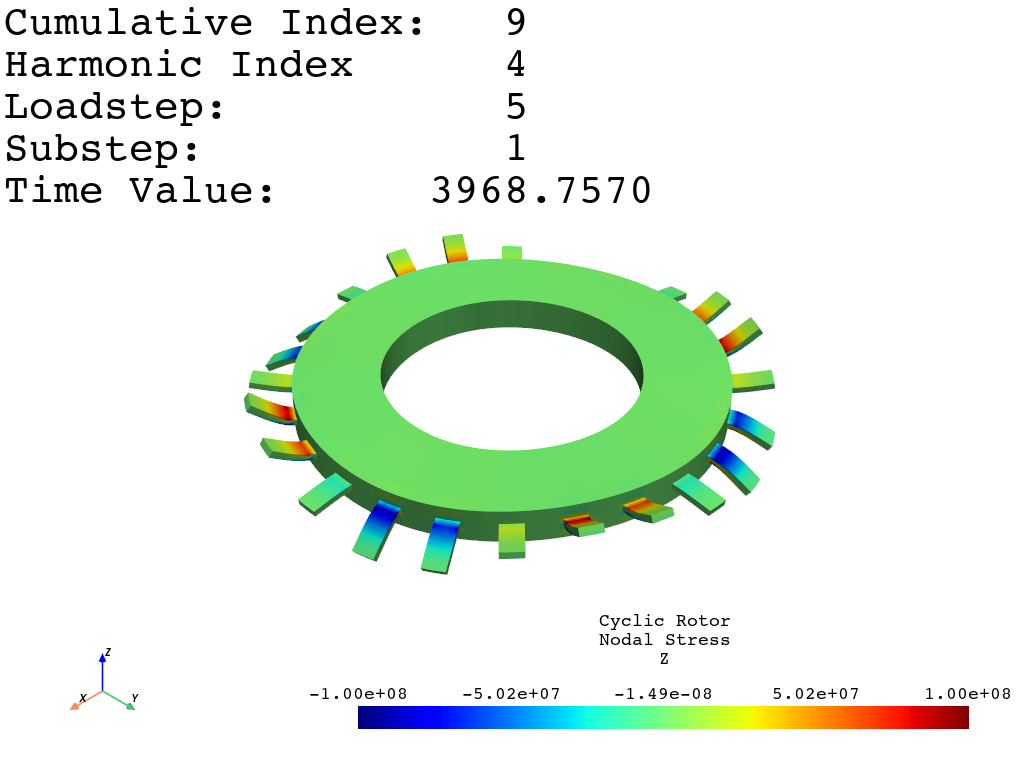 Cumulative Index: 9
Harmonic Index 4
Loadstep: 5
Substep: 1
Time Value: 3968.7570
Z
X Y
Cyclic Rotor
Nodal Stress
Z
-1.00e+08 -5.02e+07 -1.49e-08 5.02e+07 1.00e+08